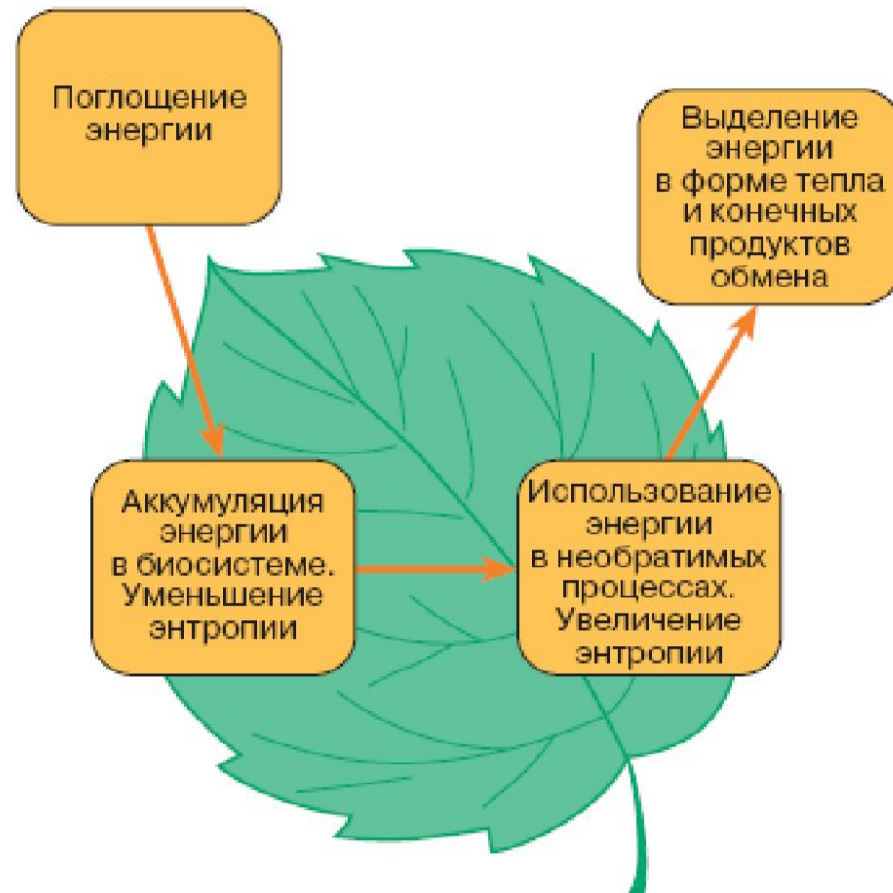 Поглощение
энергии
Выделение
энергии
в форме тепла
и конечных
продуктов
обмена
Аккумуляция
энергии
в биосистеме.
Уменьшение
энтропии
Использование
энергии
в необратимых
процессах.
Увеличение
энтропии